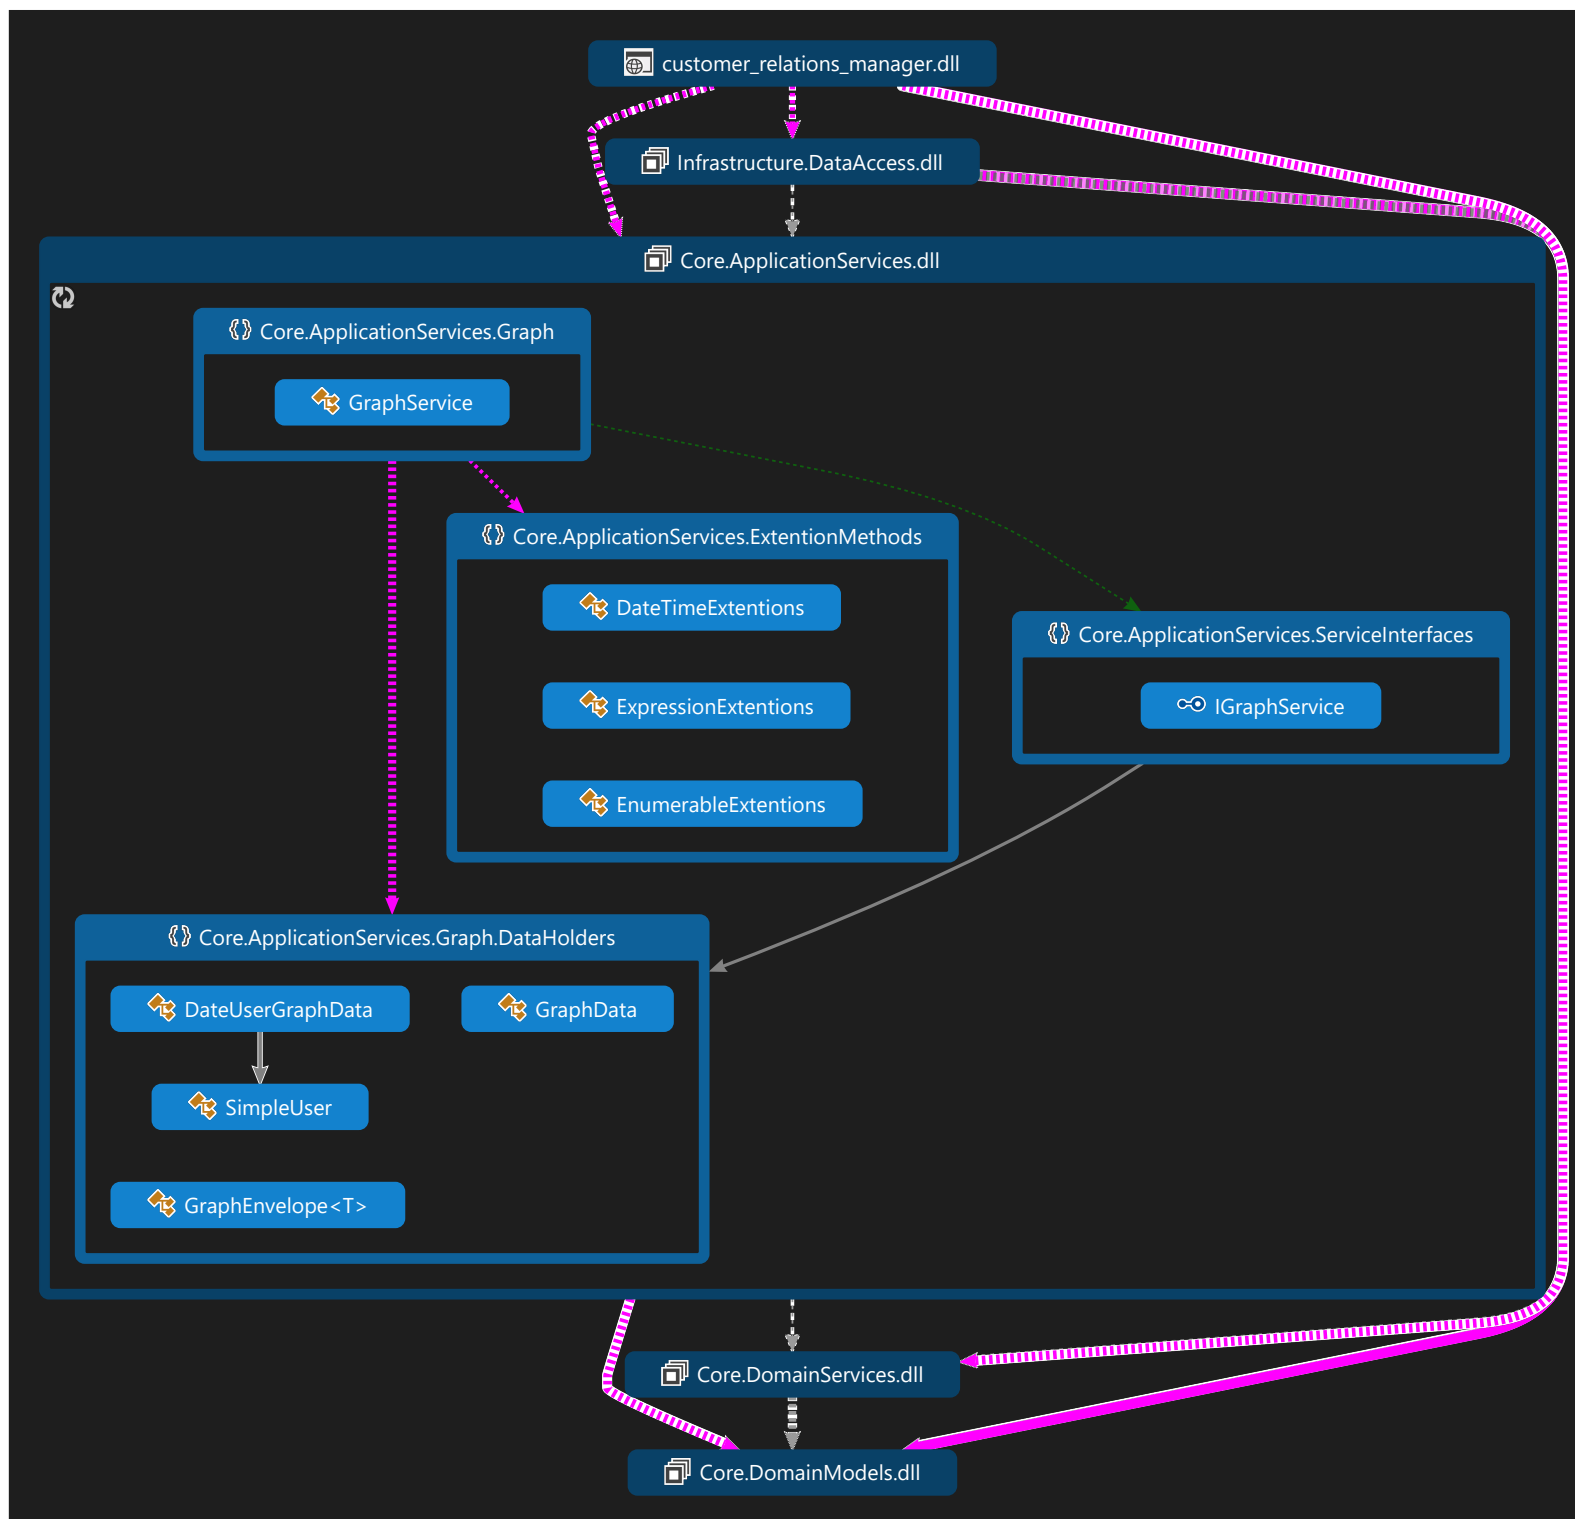 customer_relations_manager.dll
Infrastructure.DataAccess.dll
Core.ApplicationServices.dll
Core.ApplicationServices.Graph
GraphService
Core.ApplicationServices.ExtentionMethods
DateTimeExtentions
ExpressionExtentions
EnumerableExtentions
Core.ApplicationServices.ServiceInterfaces
IGraphService
Core.ApplicationServices.Graph.DataHolders
DateUserGraphData
GraphData
SimpleUser
GraphEnvelope<T>
Core.DomainServices.dll
Core.DomainModels.dll